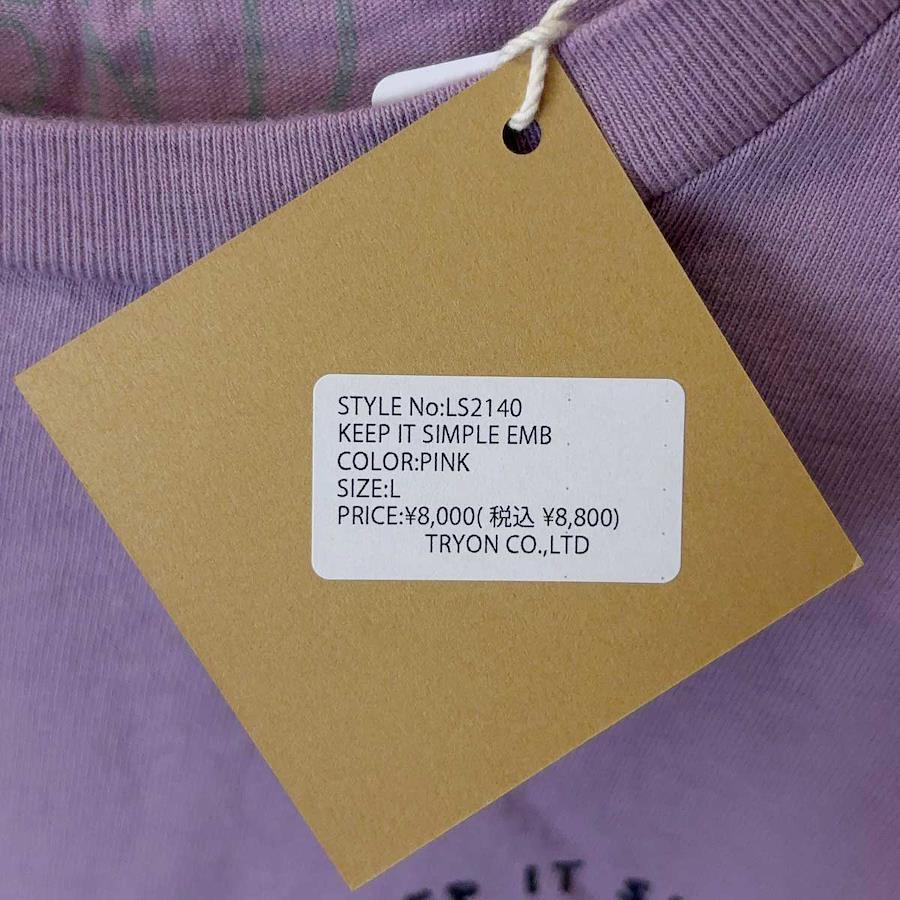 STYLE No:LS2140
KEEP IT SIMPLE EMB
COLOR:PINK
SIZE:L
PRICE:¥8,000( 税込 ¥8,800)
TRYON CO.,LTD
IT